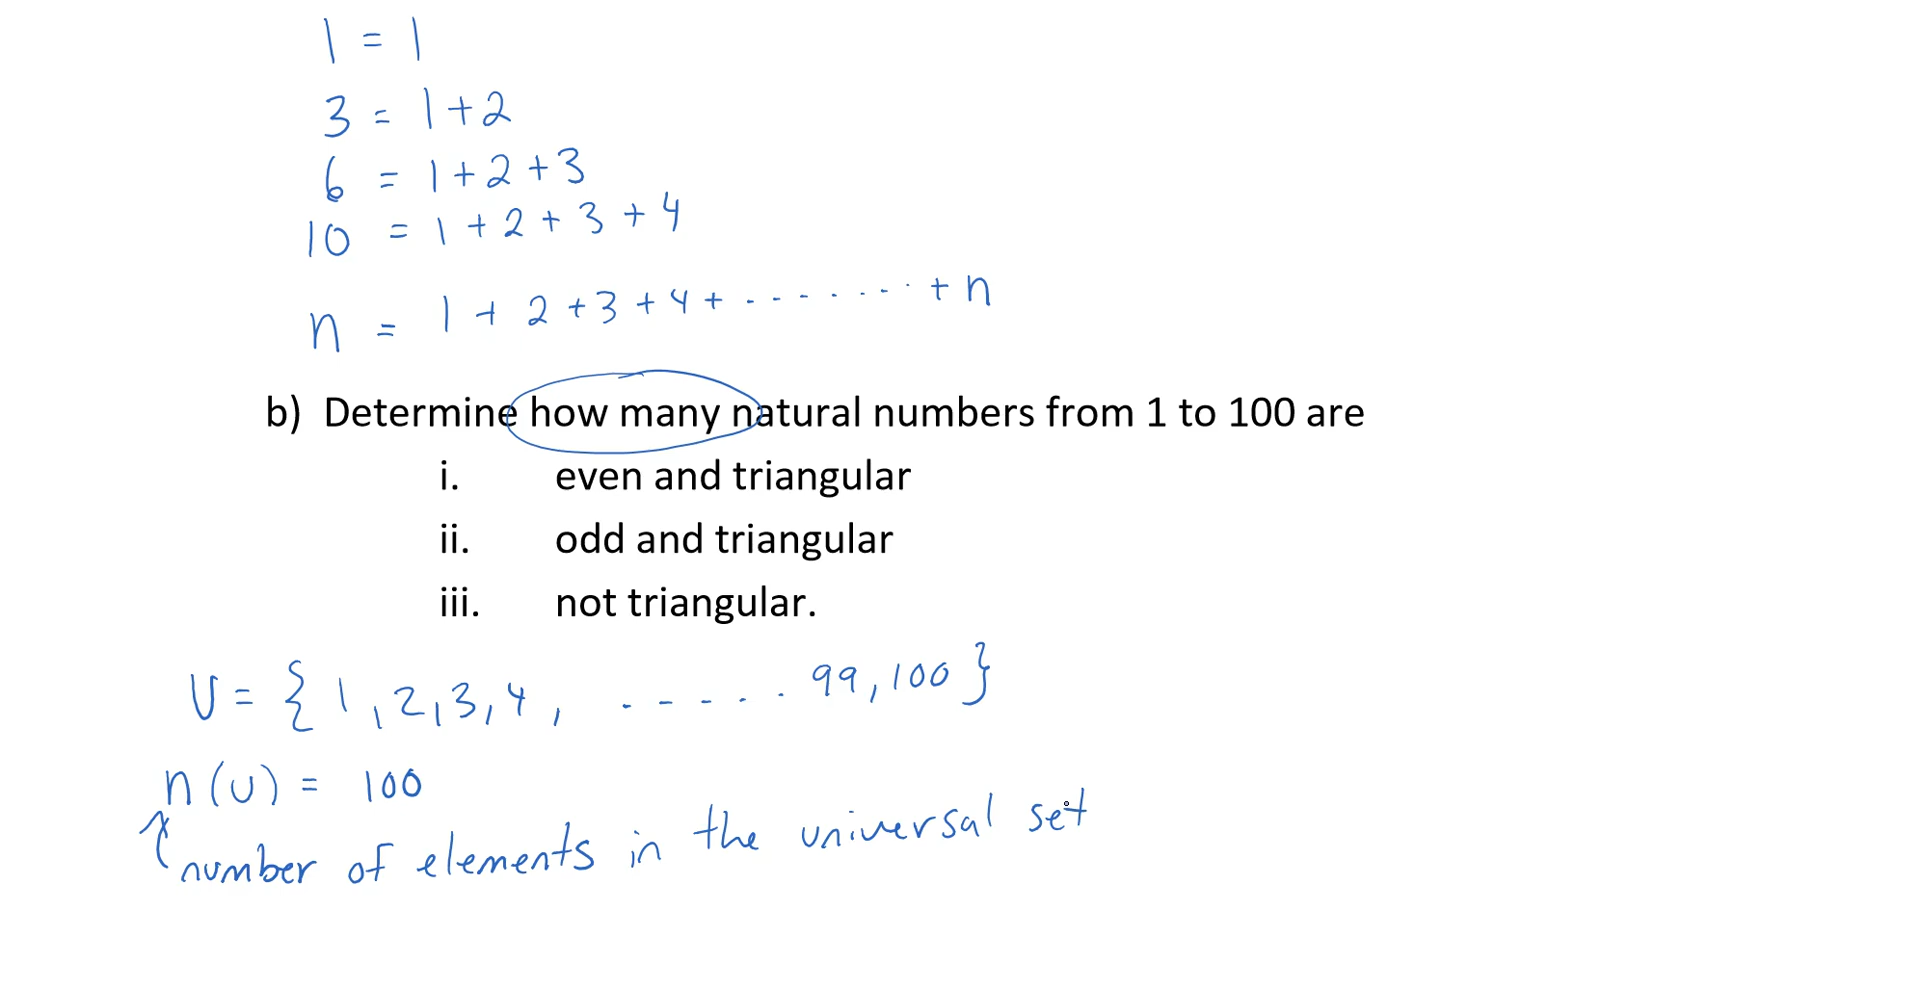 1 = 1
3 = 1+2
6 = 1+2+3
10 = 1+2+3+4
n = 1+2+3+4+.......+n
b) Determine how many natural numbers from 1 to 100 are
i. even and triangular
ii. odd and triangular
iii. not triangular.
U = {1,2,3,4,.....99,100}
n(U) = 100
number of elements in the universal set